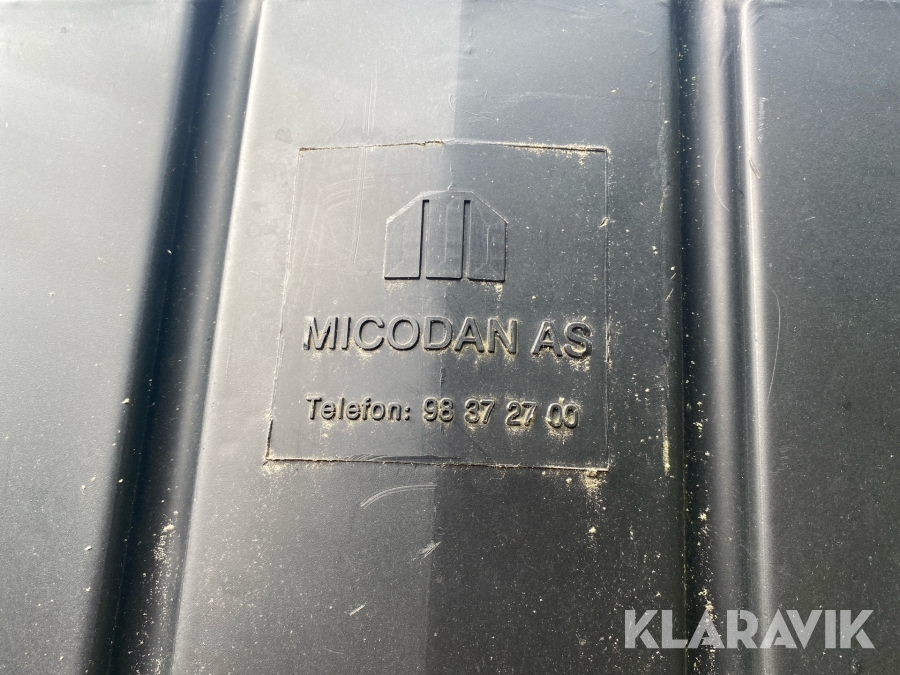 MICODAN AS
Telefon: 98 37 27 00
KLARAVIK